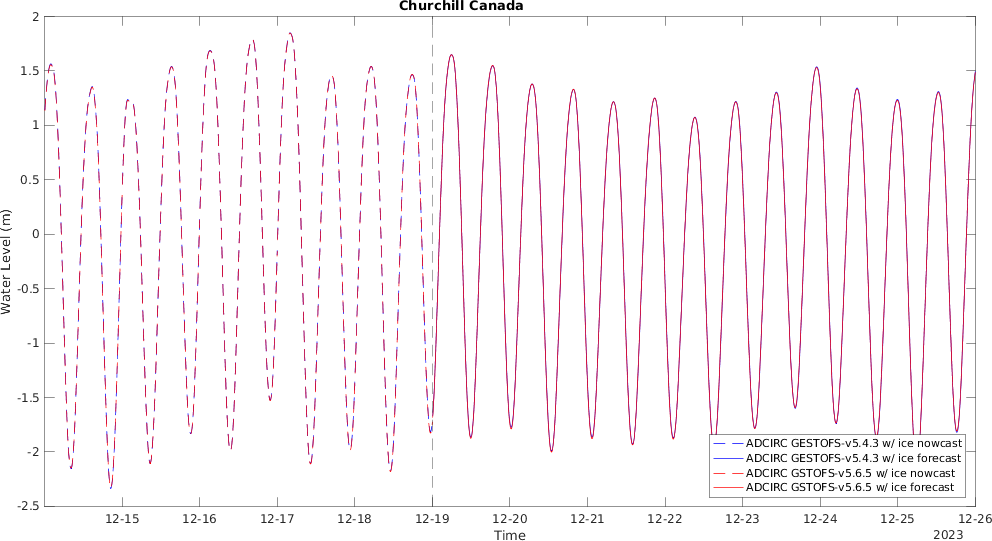 Churchill Canada
2
1.5
1
0.5
0
-0.5
-1
-1.5
-2
-2.5
Water Level (m)
12-15 12-16 12-17 12-18 12-19 12-20 12-21 12-22 12-23 12-24 12-25 12-26
Time
2023
ADCIRC GESTOFS-v5.4.3 w/ ice nowcast
ADCIRC GESTOFS-v5.4.3 w/ ice forecast
ADCIRC GSTOFS-v5.6.5 w/ ice nowcast
ADCIRC GSTOFS-v5.6.5 w/ ice forecast